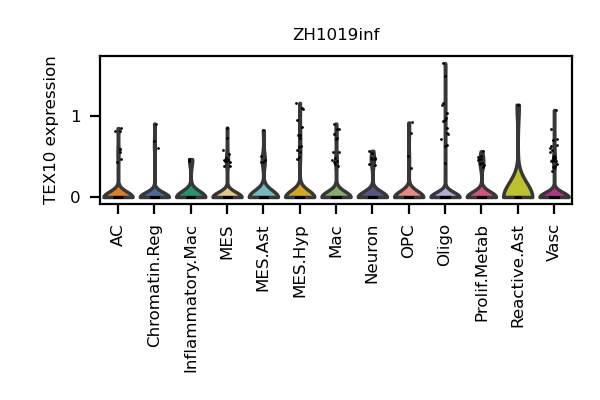 ZH1019inf
TEX10 expression
1
0
AC
Chromatin.Reg
Inflammatory.Mac
MES
MES.Ast
MES.Hyp
Mac
Neuron
OPC
Oligo
Prolif.Metab
Reactive.Ast
Vasc